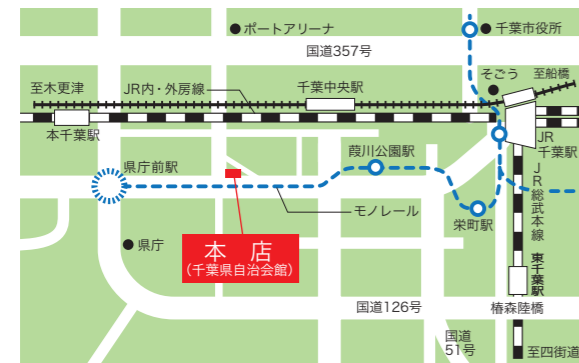 ポートアリーナ
千葉市役所
国道357号
そごう
至船橋
至木更津
JR内・外房線
千葉中央駅
本千葉駅
JR
千葉駅
県庁前駅
葭川公園駅
JR総武本線
モノレール
栄町駅
県庁
本 店
(千葉県自治会館)
東千葉駅
国道126号
椿森陸橋
国道
51号
至四街道